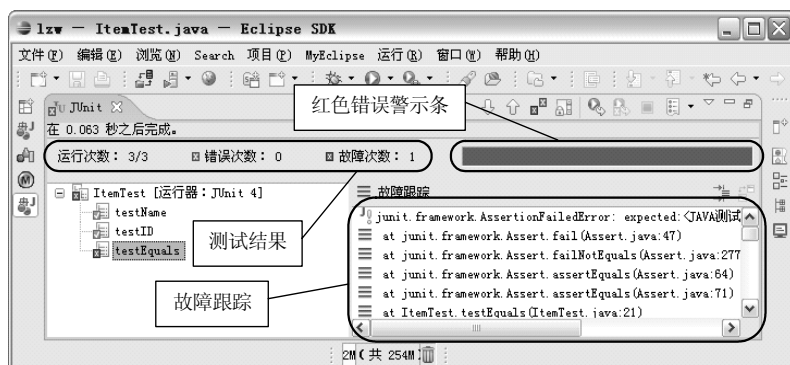 lzw — ItemTest.java — Eclipse SDK
文件(F) 编辑(E) 浏览(N) Search 项目(P) MyEclipse 运行(R) 窗口(W) 帮助(H)
JUnit
红色错误警示条
在 0.063 秒之后完成。
运行次数： 3/3 错误次数： 0 故障次数： 1
ItemTest [运行器：JUnit 4]
testName
testID
testEquals
测试结果
故障跟踪
故障跟踪
junit.framework.AssertionFailedError: expected:<JAVA测试
at junit.framework.Assert.fail(Assert.java:47)
at junit.framework.Assert.failNotEquals(Assert.java:277
at junit.framework.Assert.assertEquals(Assert.java:64)
at junit.framework.Assert.assertEquals(Assert.java:71)
at ItemTest.testEquals(ItemTest.java:21)
2M (共 254M)